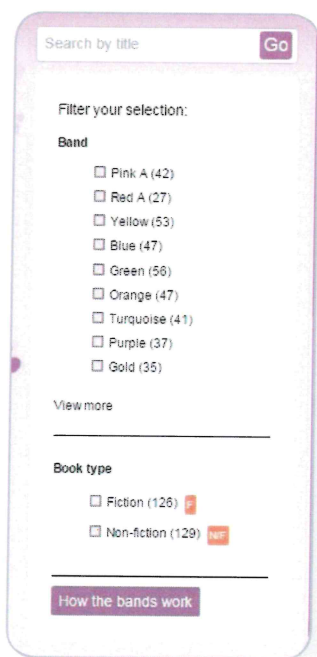 Search by title Go
Filter your selection:
Band
Pink A (42)
Red A (27)
Yellow (53)
Blue (47)
Green (56)
Orange (47)
Turquoise (41)
Purple (37)
Gold (35)
View more
Book type
Fiction (126) F
Non-fiction (129) N/F
How the bands work